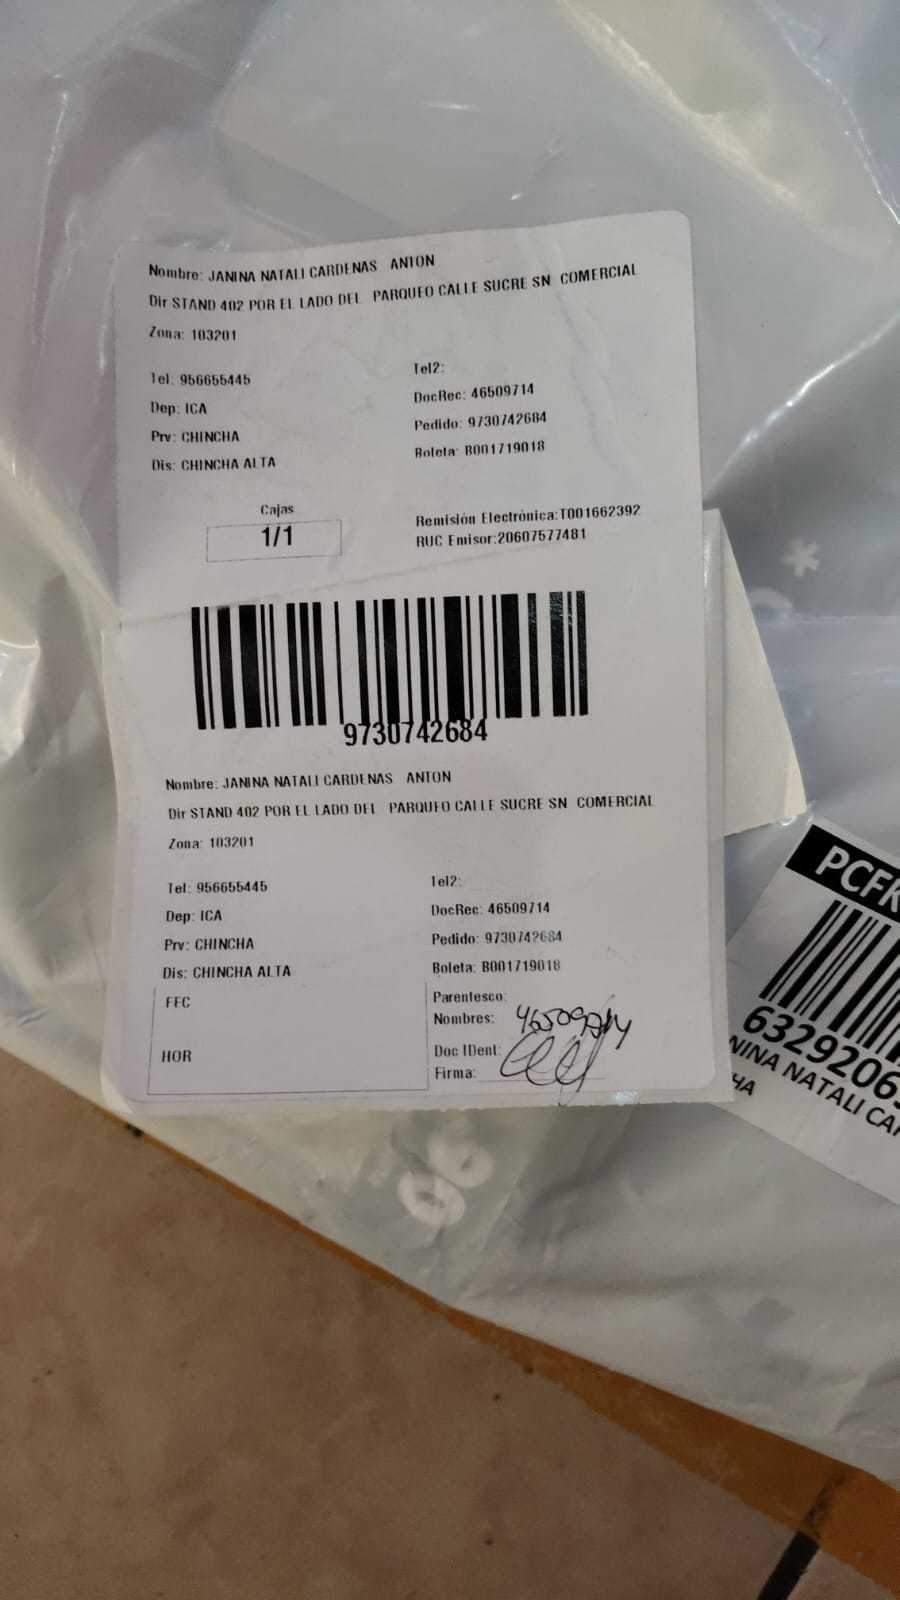 Nombre: JANINA NATALI CARDENAS ANTON
Dir STAND 402 POR EL LADO DEL PARQUEO CALLE SUCRE SN COMERCIAL
Zona: 103201
Tel: 956655445
Tel2:
Dep: ICA
DocRec: 46509714
Prv: CHINCHA
Pedido: 9730742684
Dis: CHINCHA ALTA
Boleta: B001719018
Cajas
1/1
Remisión Electrónica:T001662392
RUC Emisor:20607577481
9730742684
Nombre: JANINA NATALI CARDENAS ANTON
Dir STAND 402 POR EL LADO DEL PARQUEO CALLE SUCRE SN COMERCIAL
Zona: 103201
Tel: 956655445
Tel2:
Dep: ICA
DocRec: 46509714
Prv: CHINCHA
Pedido: 9730742684
Dis: CHINCHA ALTA
Boleta: B001719018
FEC
Parentesco:
Nombres: 46509714
HOR
Doc IDent:
Firma:
PCFK
6329206
NINA NATALI CAR
HA